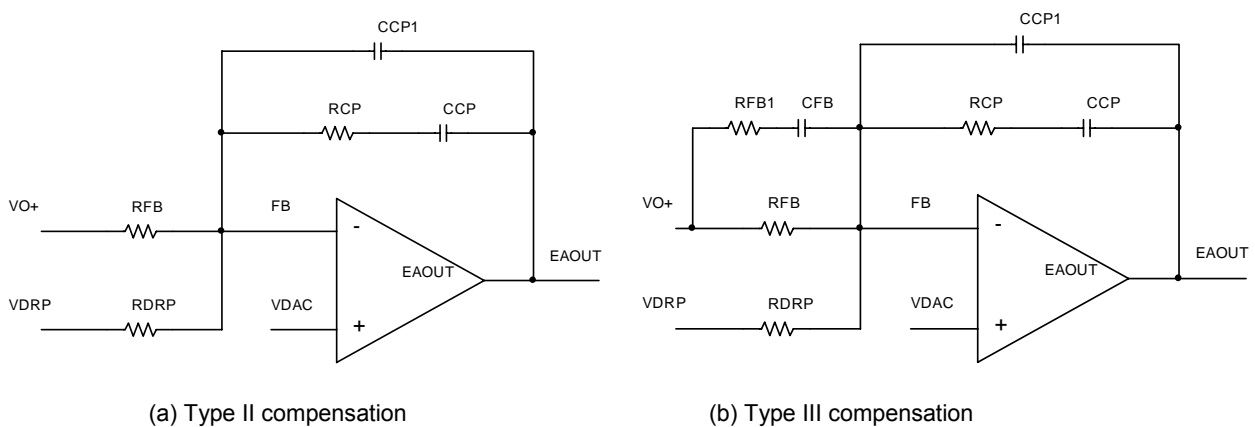 CCP1
RCP
CCP
VO+
RFB
FB
-
EAOUT
EAOUT
VDRP
RDRP
VDAC
+
(a) Type II compensation
CCP1
RFB1
CFB
RCP
CCP
VO+
RFB
FB
-
EAOUT
EAOUT
VDRP
RDRP
VDAC
+
(b) Type III compensation